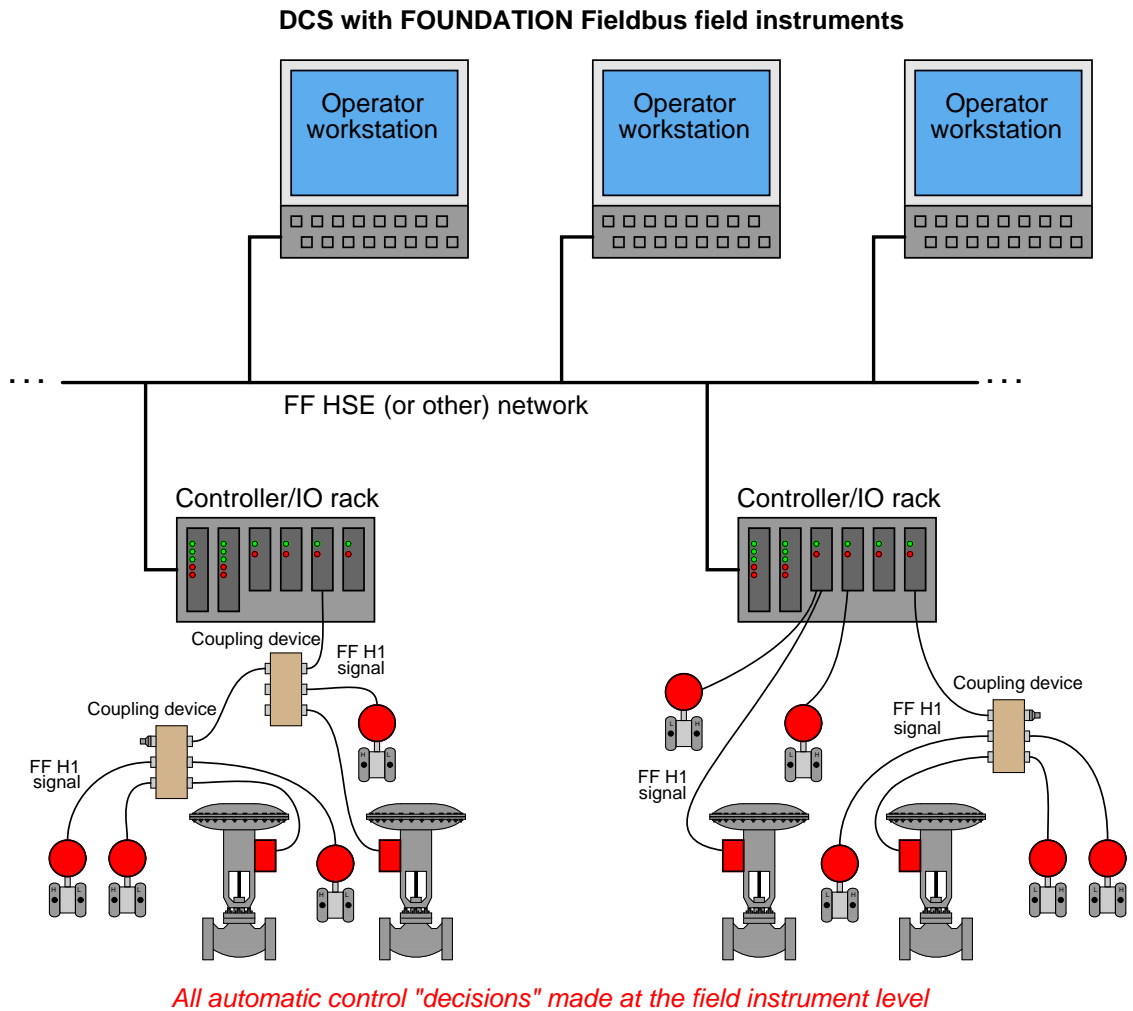 DCS with FOUNDATION Fieldbus field instruments
Operator
workstation
Operator
workstation
Operator
workstation
. . .
. . .
FF HSE (or other) network
Controller/IO rack
Controller/IO rack
Coupling device
FF H1
signal
Coupling device
Coupling device
FF H1
signal
FF H1
signal
FF H1
signal
L
H
L
H
H
L
H
L
H
L
H
L
L
H
L
H
L
H
All automatic control "decisions" made at the field instrument level